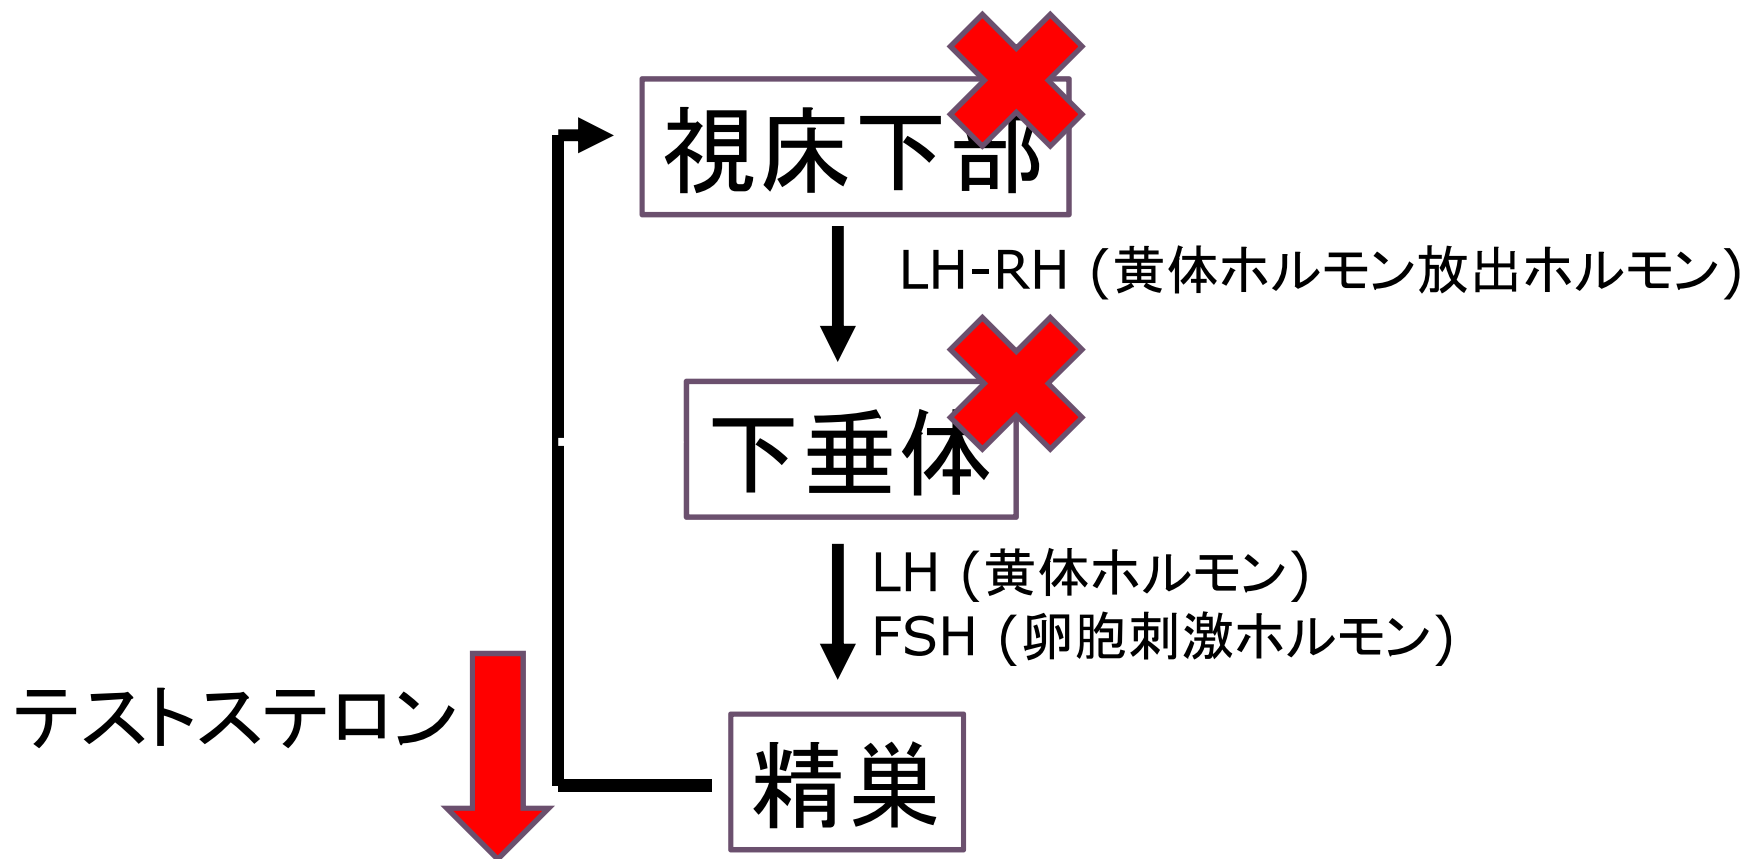 視床下部
LH-RH (黄体ホルモン放出ホルモン)
下垂体
LH (黄体ホルモン)
FSH (卵胞刺激ホルモン)
テストステロン
精巣